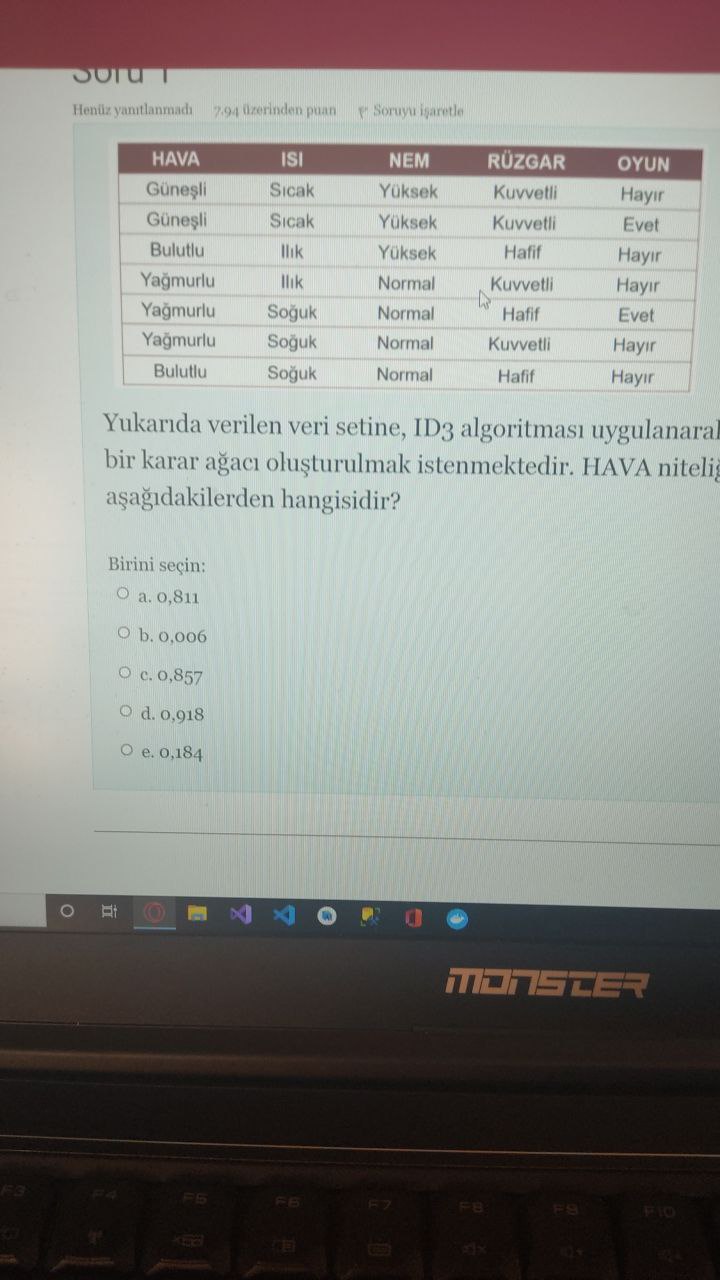 Soru 1
Henüz yanıtlanmadı 7.94 üzerinden puan Soruyu işaretle
HAVA ISI NEM RÜZGAR OYUN
Güneşli Sıcak Yüksek Kuvvetli Hayır
Güneşli Sıcak Yüksek Kuvvetli Evet
Bulutlu Ilık Yüksek Hafif Hayır
Yağmurlu Ilık Normal Kuvvetli Hayır
Yağmurlu Soğuk Normal Hafif Evet
Yağmurlu Soğuk Normal Kuvvetli Hayır
Bulutlu Soğuk Normal Hafif Hayır
Yukarıda verilen veri setine, ID3 algoritması uygulanaral
bir karar ağacı oluşturulmak istenmektedir. HAVA niteliğ
aşağıdakilerden hangisidir?
Birini seçin:
a. 0,811
b. 0,006
c. 0,857
d. 0,918
e. 0,184
MONSTER
F3 F4 F5 F6 F7 F8 F9 F10